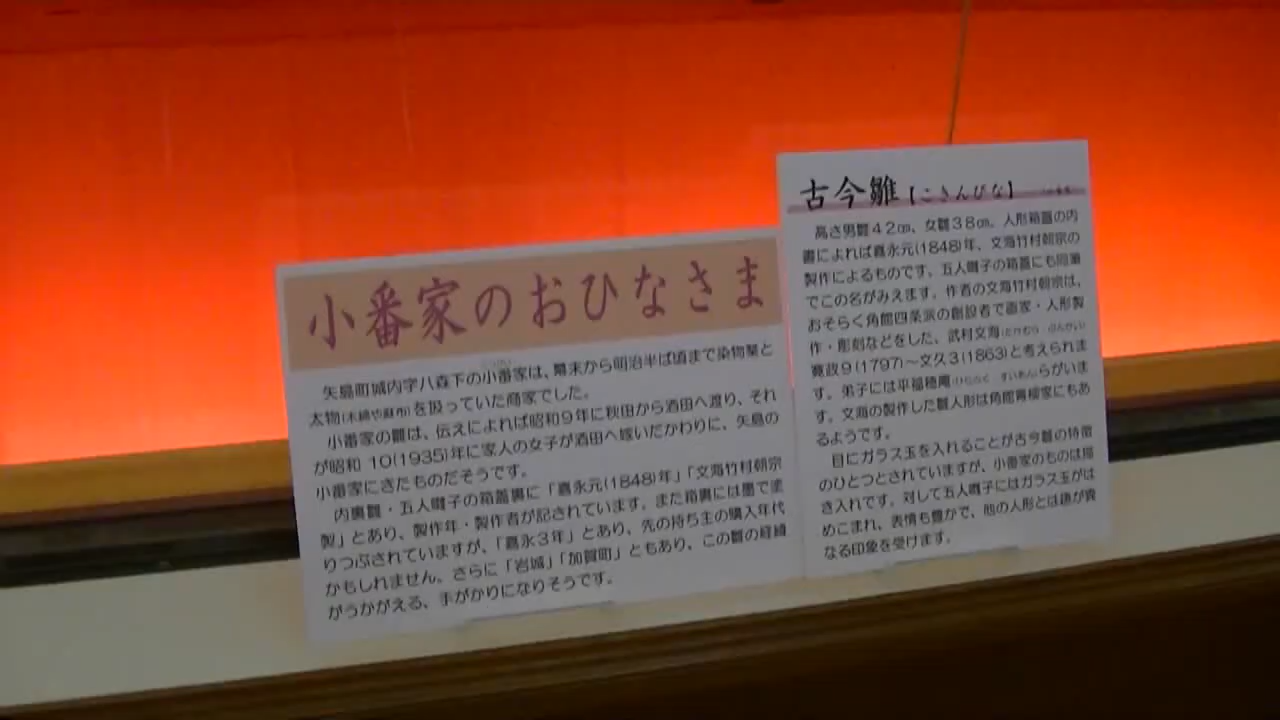 小番家のおひなさま
矢島町城内字八森下の小番家は、幕末から明治半ば頃まで染物業と
太物(木綿や麻布)を扱っていた商家でした。
小番家の雛は、伝えによれば昭和9年に秋田から酒田へ渡り、それ
が昭和 10(1935)年に家人の女子が酒田へ嫁いだかわりに、矢島の
小番家にきたものだそうです。
内裏雛・五人囃子の箱蓋裏に「嘉永元(1848)年」「文海竹村朝宗
製」とあり、製作年・製作者が記されています。また箱裏には墨で塗
りつぶされていますが、「嘉永3年」とあり、先の持ち主の購入年代
かもしれません。さらに「岩城」「加賀町」ともあり、この雛の経緯
がうかがえる、手がかりになりそうです。
古今雛【こきんびな】
高さ男雛42㎝、女雛38㎝。人形箱蓋の内
書によれば嘉永元(1848)年、文海竹村朝宗の
製作によるものです。五人囃子の箱蓋にも同筆
でこの名がみえます。作者の文海竹村朝宗は、
おそらく角館四条派の創設者で画家・人形製
作・彫刻などをした、武村文海(たけむら ぶんかい)
寛政9(1797)～文久3(1863)と考えられま
す。弟子には平福穂庵(ひらふく すいあん)らがいま
す。文海の製作した雛人形は角館青柳家にもあ
るようです。
目にガラス玉を入れることが古今雛の特徴
のひとつとされていますが、小番家のものは描
き入れです。対して五人囃子にはガラス玉がは
めこまれ、表情も豊かで、他の人形とは趣が異
なる印象を受けます。